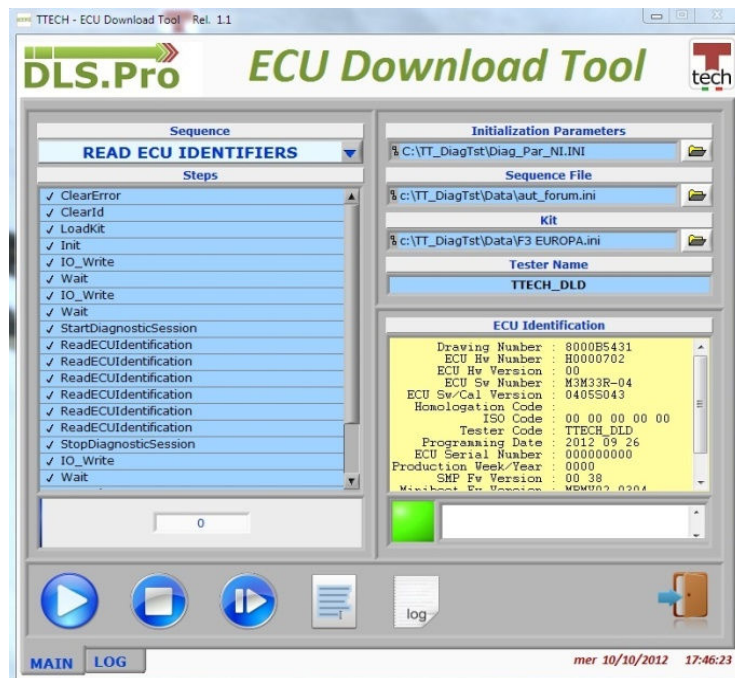 TTECH - ECU Download Tool Rel. 1.1
DLS.Pro
ECU Download Tool
T tech
Sequence
READ ECU IDENTIFIERS
Steps
✓ ClearError
✓ ClearId
✓ LoadKit
✓ Init
✓ IO_Write
✓ Wait
✓ IO_Write
✓ Wait
✓ StartDiagnosticSession
✓ ReadECUIdentification
✓ ReadECUIdentification
✓ ReadECUIdentification
✓ ReadECUIdentification
✓ ReadECUIdentification
✓ ReadECUIdentification
✓ StopDiagnosticSession
✓ IO_Write
✓ Wait
0
Initialization Parameters
C:\TT_DiagTst\Diag_Par_NI.INI
Sequence File
c:\TT_DiagTst\Data\aut_forum.ini
Kit
c:\TT_DiagTst\Data\F3 EUROPA.ini
Tester Name
TTECH_DLD
ECU Identification
Drawing Number : 8000B5431
ECU Hw Number : H0000702
ECU Hw Version : 00
ECU Sw Number : M3M33R-04
ECU Sw/Cal Version : 0405S043
Homologation Code :
ISO Code : 00 00 00 00 00
Tester Code : TTECH_DLD
Programming Date : 2012 09 26
ECU Serial Number : 000000000
Production Week/Year : 0000
SMP Fw Version : 00 38
Miniboot Fw Version :
log
MAIN
LOG
mer 10/10/2012 17:46:23